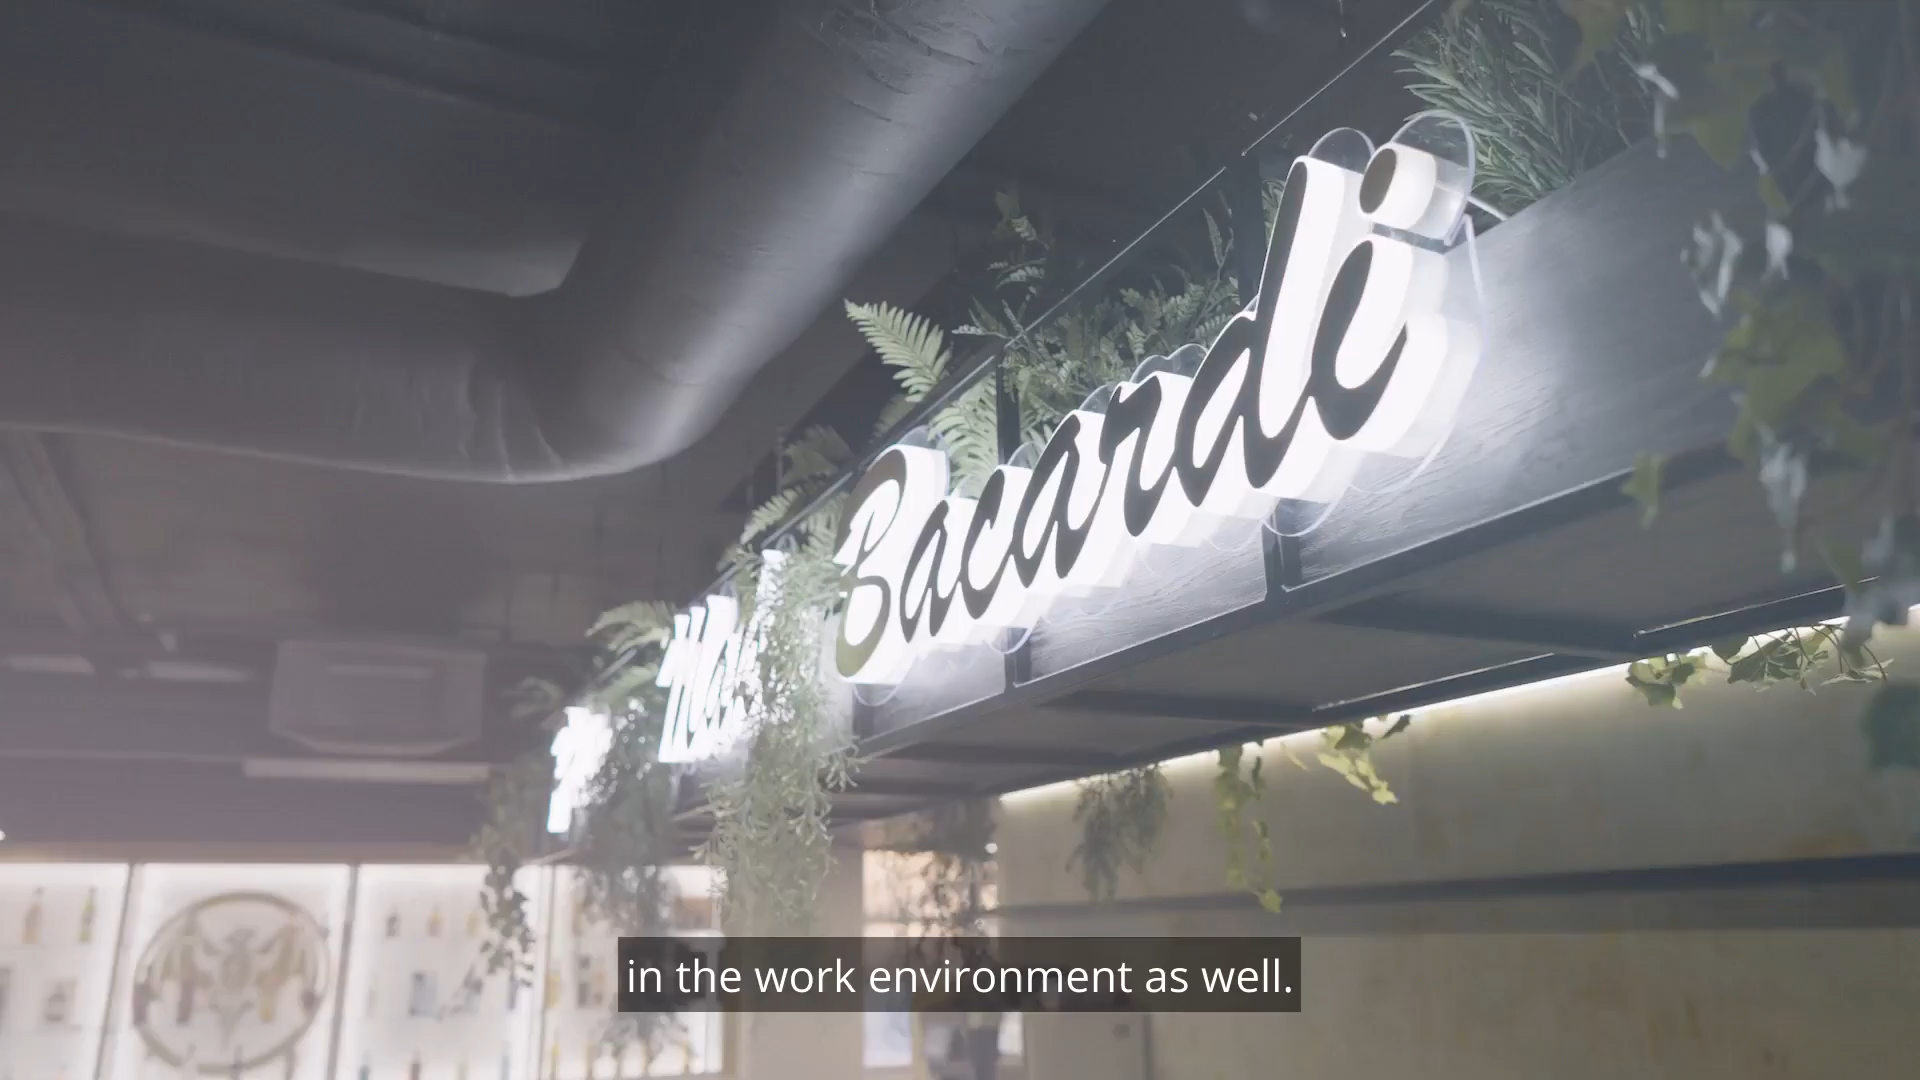 Bacardi
in the work environment as well.